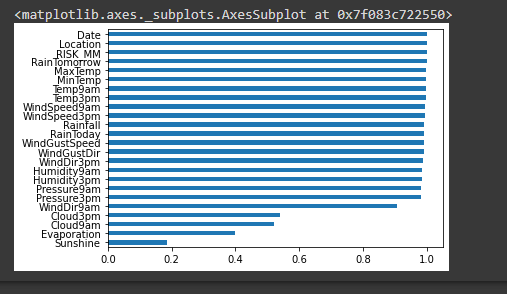 <matplotlib.axes._subplots.AxesSubplot at 0x7f083c722550>
Date
Location
RISK_MM
RainTomorrow
MaxTemp
MinTemp
Temp9am
Temp3pm
WindSpeed9am
WindSpeed3pm
Rainfall
RainToday
WindGustSpeed
WindGustDir
WindDir3pm
Humidity9am
Humidity3pm
Pressure9am
Pressure3pm
WindDir9am
Cloud3pm
Cloud9am
Evaporation
Sunshine
0.0 0.2 0.4 0.6 0.8 1.0